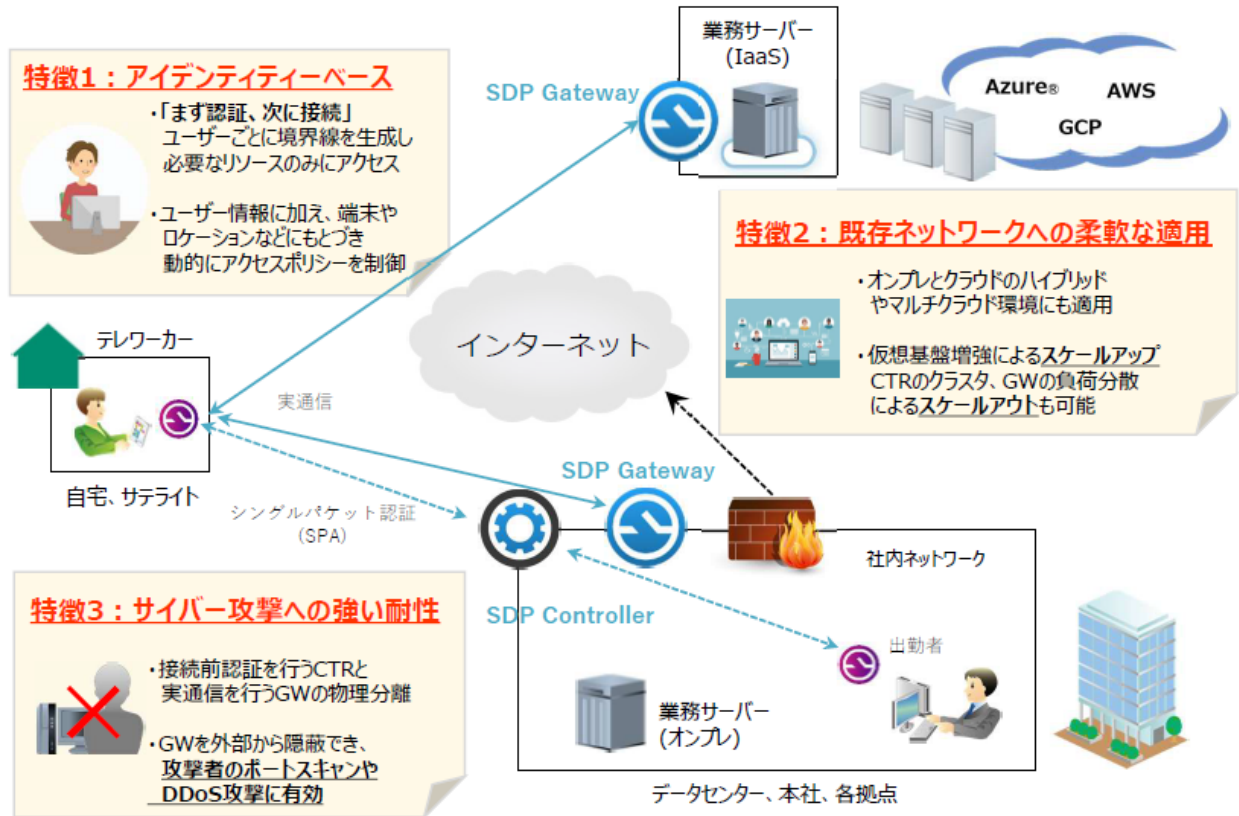 特徴1：アイデンティティーベース
・「まず認証、次に接続」
ユーザーごとに境界線を生成し
必要なリソースのみにアクセス
・ユーザー情報に加え、端末や
ロケーションなどにもとづき
動的にアクセスポリシーを制御
SDP Gateway
業務サーバー
(IaaS)
Azure®
AWS
GCP
特徴2：既存ネットワークへの柔軟な適用
・オンプレとクラウドのハイブリッド
やマルチクラウド環境にも適用
・仮想基盤増強によるスケールアップ
CTRのクラスタ、GWの負荷分散
によるスケールアウトも可能
インターネット
テレワーカー
実通信
自宅、サテライト
シングルパケット認証
(SPA)
SDP Gateway
社内ネットワーク
SDP Controller
出勤者
業務サーバー
(オンプレ)
データセンター、本社、各拠点
特徴3：サイバー攻撃への強い耐性
・接続前認証を行うCTRと
実通信を行うGWの物理分離
・GWを外部から隠蔽でき、
攻撃者のポートスキャンや
DDoS攻撃に有効